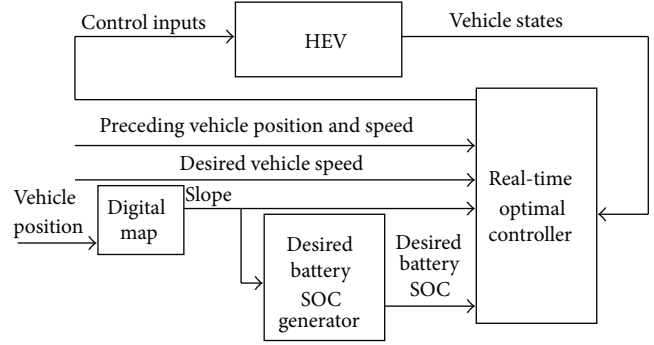 Control inputs
HEV
Vehicle states
Preceding vehicle position and speed
Desired vehicle speed
Vehicle
position
Digital
map
Slope
Desired
battery
SOC
generator
Desired
battery
SOC
Real-time
optimal
controller